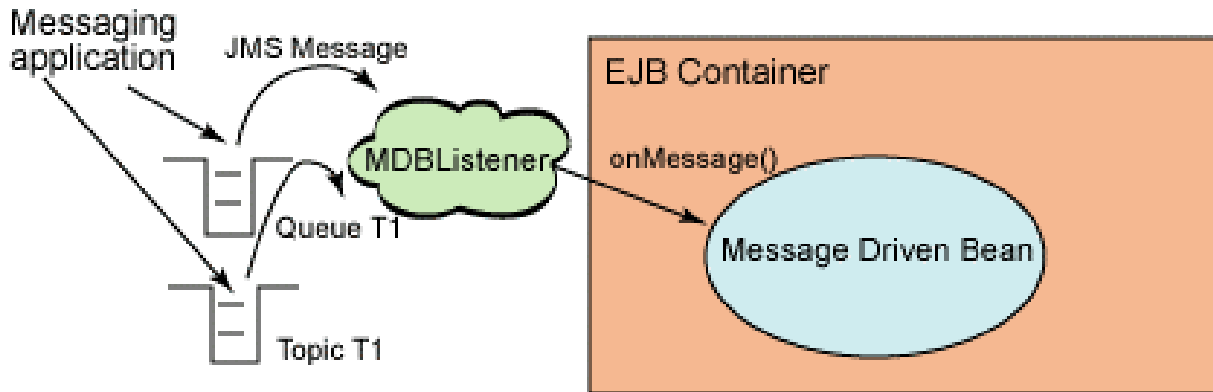 Messaging
application
JMS Message
EJB Container
MDBListener
onMessage()
Queue T1
Message Driven Bean
Topic T1